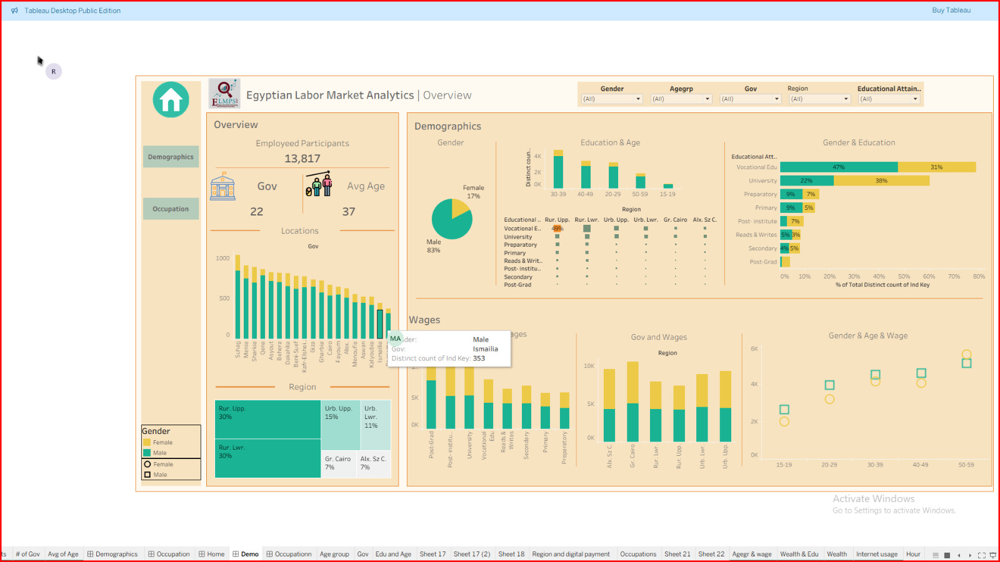 Tableau Desktop Public Edition
Buy Tableau
R
ELMPS
Egyptian Labor Market Analytics | Overview
Gender
Agegrp
Gov
Region
Educational Attain..
(All)
(All)
(All)
(All)
(All)
Demographics
Occupation
Gender
Female
Male
Female
Male
Overview
Employeed Participants
13,817
Gov
22
Avg Age
37
Locations
Gov
1000
500
0
Suhag
Menia
Sharkia
Qena
Asyout
Behera
Dakahlia
Beni-Suef
Kafr-Elshei..
Giza
Gharbia
Cairo
Fayoum
Alex.
Menoufia
Aswan
Kalyoubia
Ismailia
Region
Rur. Upp.
30%
Rur. Lwr.
30%
Urb. Upp.
15%
Urb.
Lwr.
11%
Gr. Cairo
7%
Alx. Sz C.
7%
Demographics
Gender
Female
17%
Male
83%
Education & Age
Distinct coun..
4K
2K
0K
30-39
40-49
20-29
50-59
15-19
Region
Educational ..
Rur. Upp.
Rur. Lwr.
Urb. Upp.
Urb. Lwr.
Gr. Cairo
Alx. Sz C.
Vocational E..
49%
University
Preparatory
Primary
Reads & Writ..
Post- institu..
Secondary
Post-Grad
Gender & Education
Educational Att..
Vocational Edu
47%
31%
University
22%
38%
Preparatory
9%
7%
Primary
9%
5%
Post- institute
7%
Reads & Writes
5%
3%
Secondary
4%
5%
Post-Grad
0%
10%
20%
30%
40%
50%
60%
70%
80%
% of Total Distinct count of Ind Key
Wages
ages
MA
der:
Male
Gov:
Ismailia
Distinct count of Ind Key:
353
5K
0K
Post-Grad
Post- institu..
University
Vocational
Edu
Reads &
Writes
Secondary
Primary
Preparatory
Gov and Wages
Region
10K
5K
0K
Alx. Sz C.
Gr. Cairo
Rur. Lwr.
Rur. Upp.
Urb. Lwr.
Urb. Upp.
Gender & Age & Wage
6K
4K
2K
0K
15-19
20-29
30-39
40-49
50-59
Activate Windows
Go to Settings to activate Windows.
ts
# of Gov
Avg of Age
Demographics
Occupation
Home
Demo
Occupationn
Age group
Gov
Edu and Age
Sheet 17
Sheet 17 (2)
Sheet 18
Region and digital payment
Occupations
Sheet 21
Sheet 22
Agegr & wage
Wealth & Edu
Wealth
Internet usage
Hour